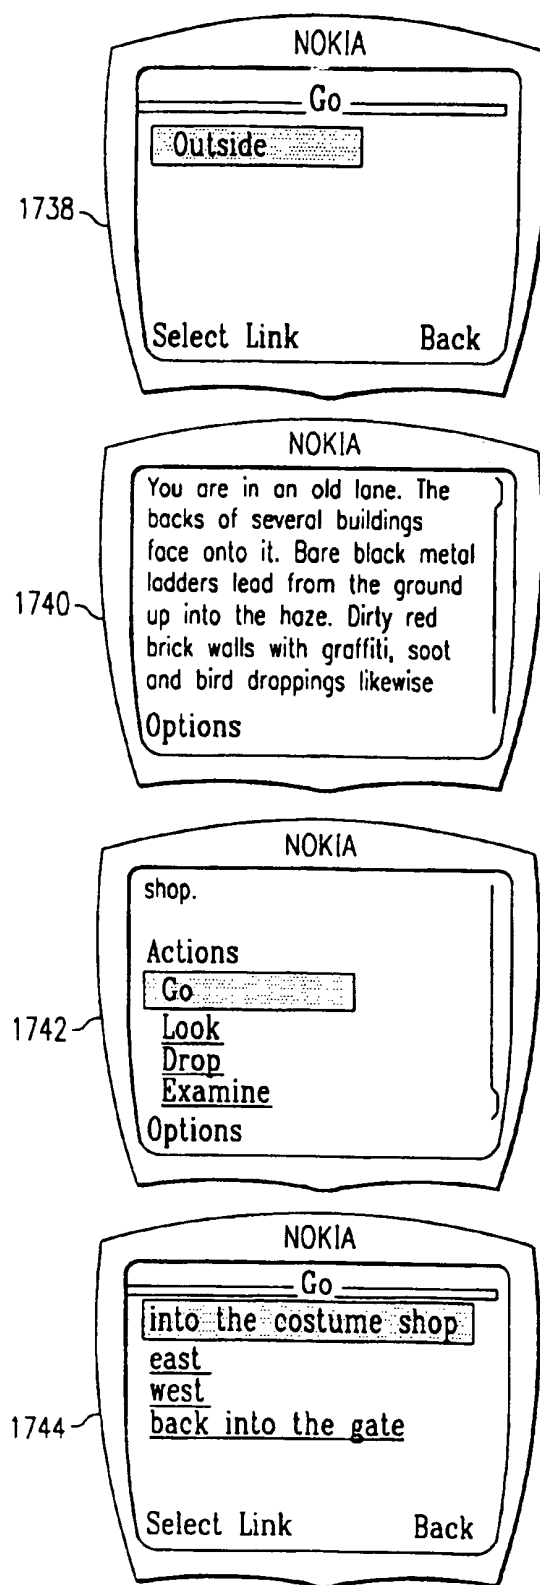 NOKIA
Go
Outside
1738
Select Link Back
NOKIA
You are in an old lane. The
backs of several buildings
face onto it. Bare black metal
ladders lead from the ground
1740
up into the haze. Dirty red
brick walls with graffiti, soot
and bird droppings likewise
Options
NOKIA
shop.
Actions
Go
1742
Look
Drop
Examine
Options
NOKIA
Go
into the costume shop
east
west
1744
back into the gate
Select Link Back